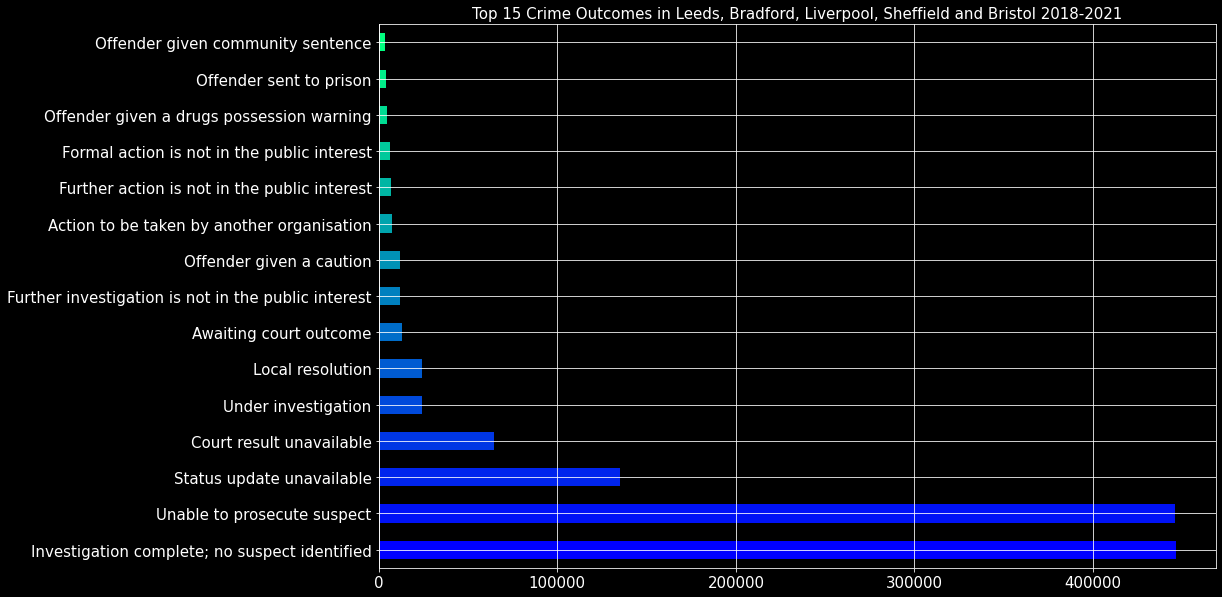 Top 15 Crime Outcomes in Leeds, Bradford, Liverpool, Sheffield and Bristol 2018-2021
Offender given community sentence
Offender sent to prison
Offender given a drugs possession warning
Formal action is not in the public interest
Further action is not in the public interest
Action to be taken by another organisation
Offender given a caution
Further investigation is not in the public interest
Awaiting court outcome
Local resolution
Under investigation
Court result unavailable
Status update unavailable
Unable to prosecute suspect
Investigation complete; no suspect identified
0 100000 200000 300000 400000